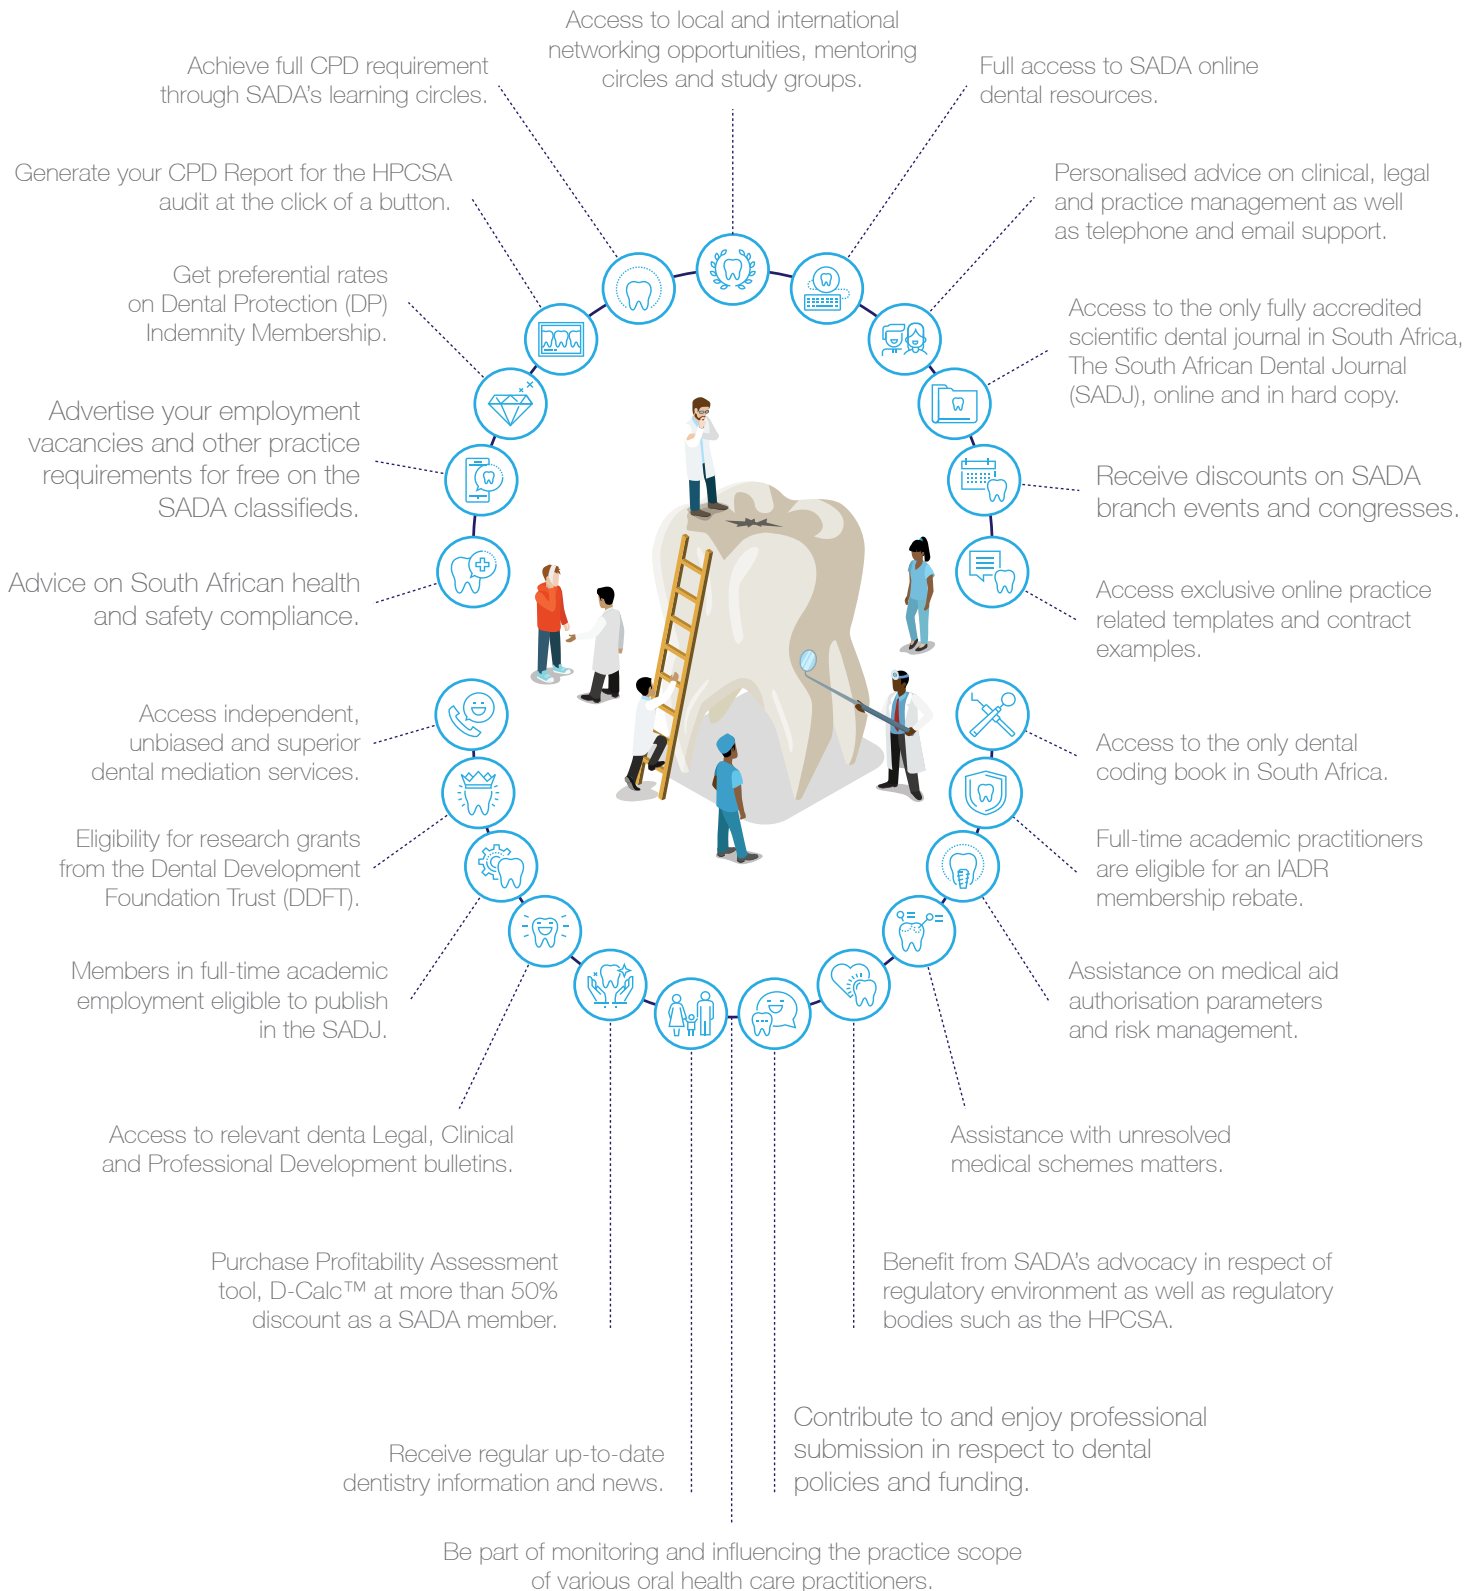 Access to local and international
networking opportunities, mentoring
circles and study groups.
Achieve full CPD requirement
through SADA's learning circles.
Full access to SADA online
dental resources.
Generate your CPD Report for the HPCSA
audit at the click of a button.
Personalised advice on clinical, legal
and practice management as well
as telephone and email support.
Get preferential rates
on Dental Protection (DP)
Indemnity Membership.
Access to the only fully accredited
scientific dental journal in South Africa,
The South African Dental Journal
(SADJ), online and in hard copy.
Advertise your employment
vacancies and other practice
requirements for free on the
SADA classifieds.
Receive discounts on SADA
branch events and congresses.
Advice on South African health
and safety compliance.
Access exclusive online practice
related templates and contract
examples.
Access independent,
unbiased and superior
dental mediation services.
Access to the only dental
coding book in South Africa.
Eligibility for research grants
from the Dental Development
Foundation Trust (DDFT).
Full-time academic practitioners
are eligible for an IADR
membership rebate.
Members in full-time academic
employment eligible to publish
in the SADJ.
Assistance on medical aid
authorisation parameters
and risk management.
Access to relevant denta Legal, Clinical
and Professional Development bulletins.
Assistance with unresolved
medical schemes matters.
Purchase Profitability Assessment
tool, D-Calc™ at more than 50%
discount as a SADA member.
Benefit from SADA's advocacy in respect of
regulatory environment as well as regulatory
bodies such as the HPCSA.
Receive regular up-to-date
dentistry information and news.
Contribute to and enjoy professional
submission in respect to dental
policies and funding.
Be part of monitoring and influencing the practice scope
of various oral health care practitioners.